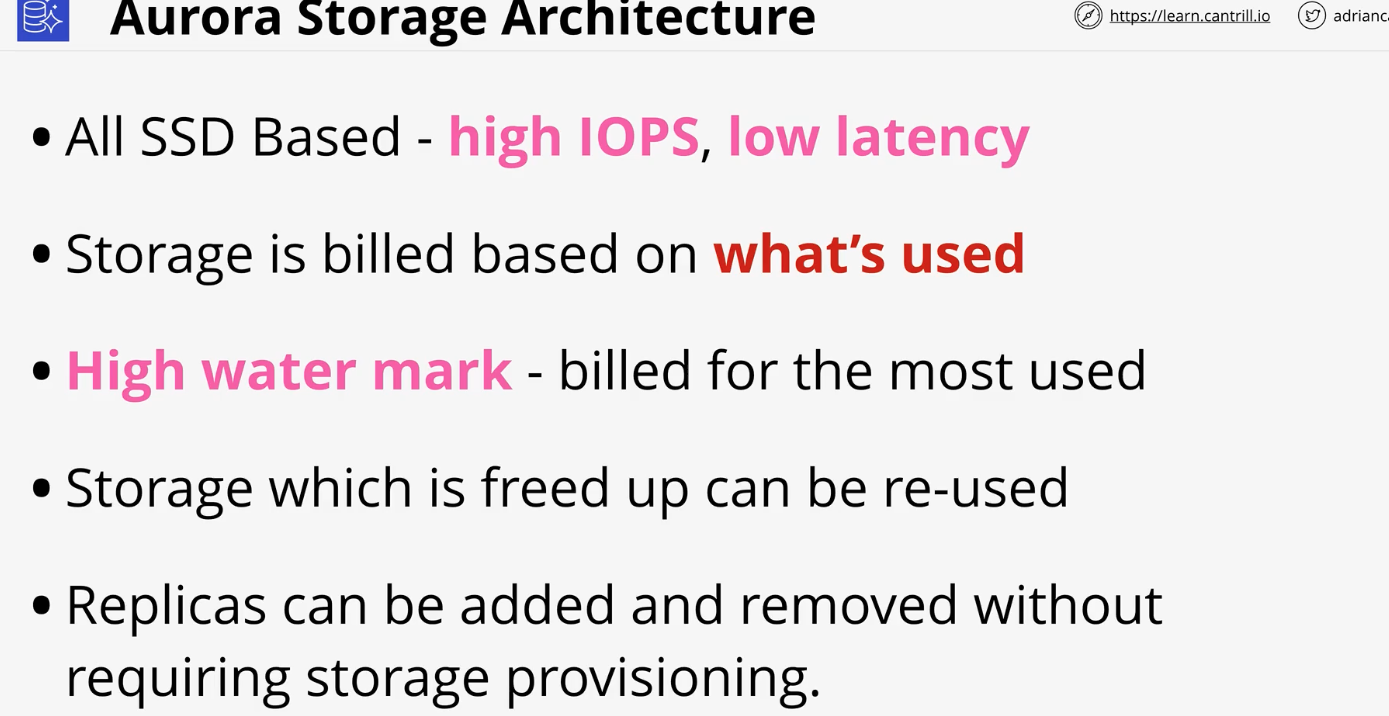 Aurora Storage Architecture
https://learn.cantrill.io
• All SSD Based - high IOPS, low latency
• Storage is billed based on what’s used
• High water mark - billed for the most used
• Storage which is freed up can be re-used
• Replicas can be added and removed without
requiring storage provisioning.